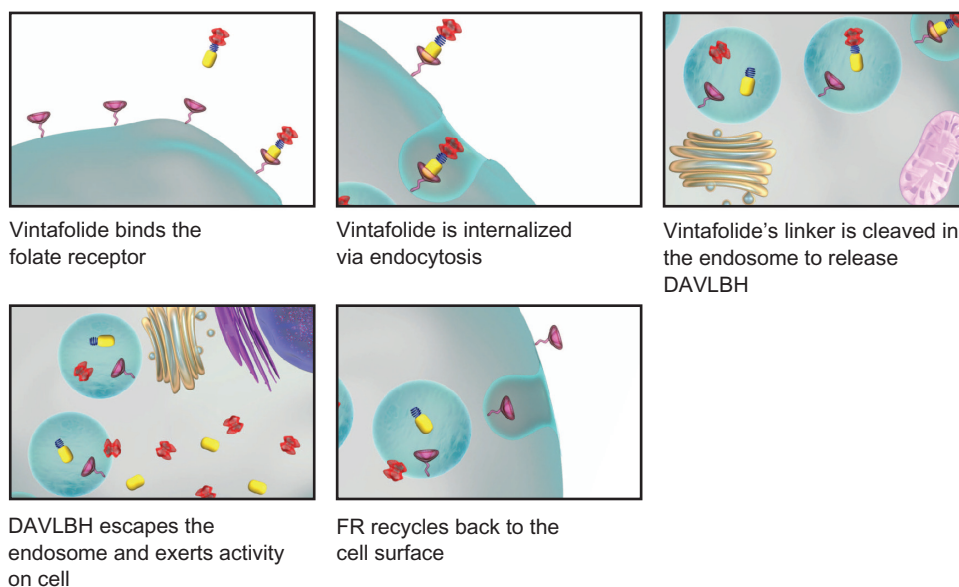 Vintafolide binds the
folate receptor
Vintafolide is internalized
via endocytosis
Vintafolide’s linker is cleaved in
the endosome to release
DAVLBH
DAVLBH escapes the
endosome and exerts activity
on cell
FR recycles back to the
cell surface